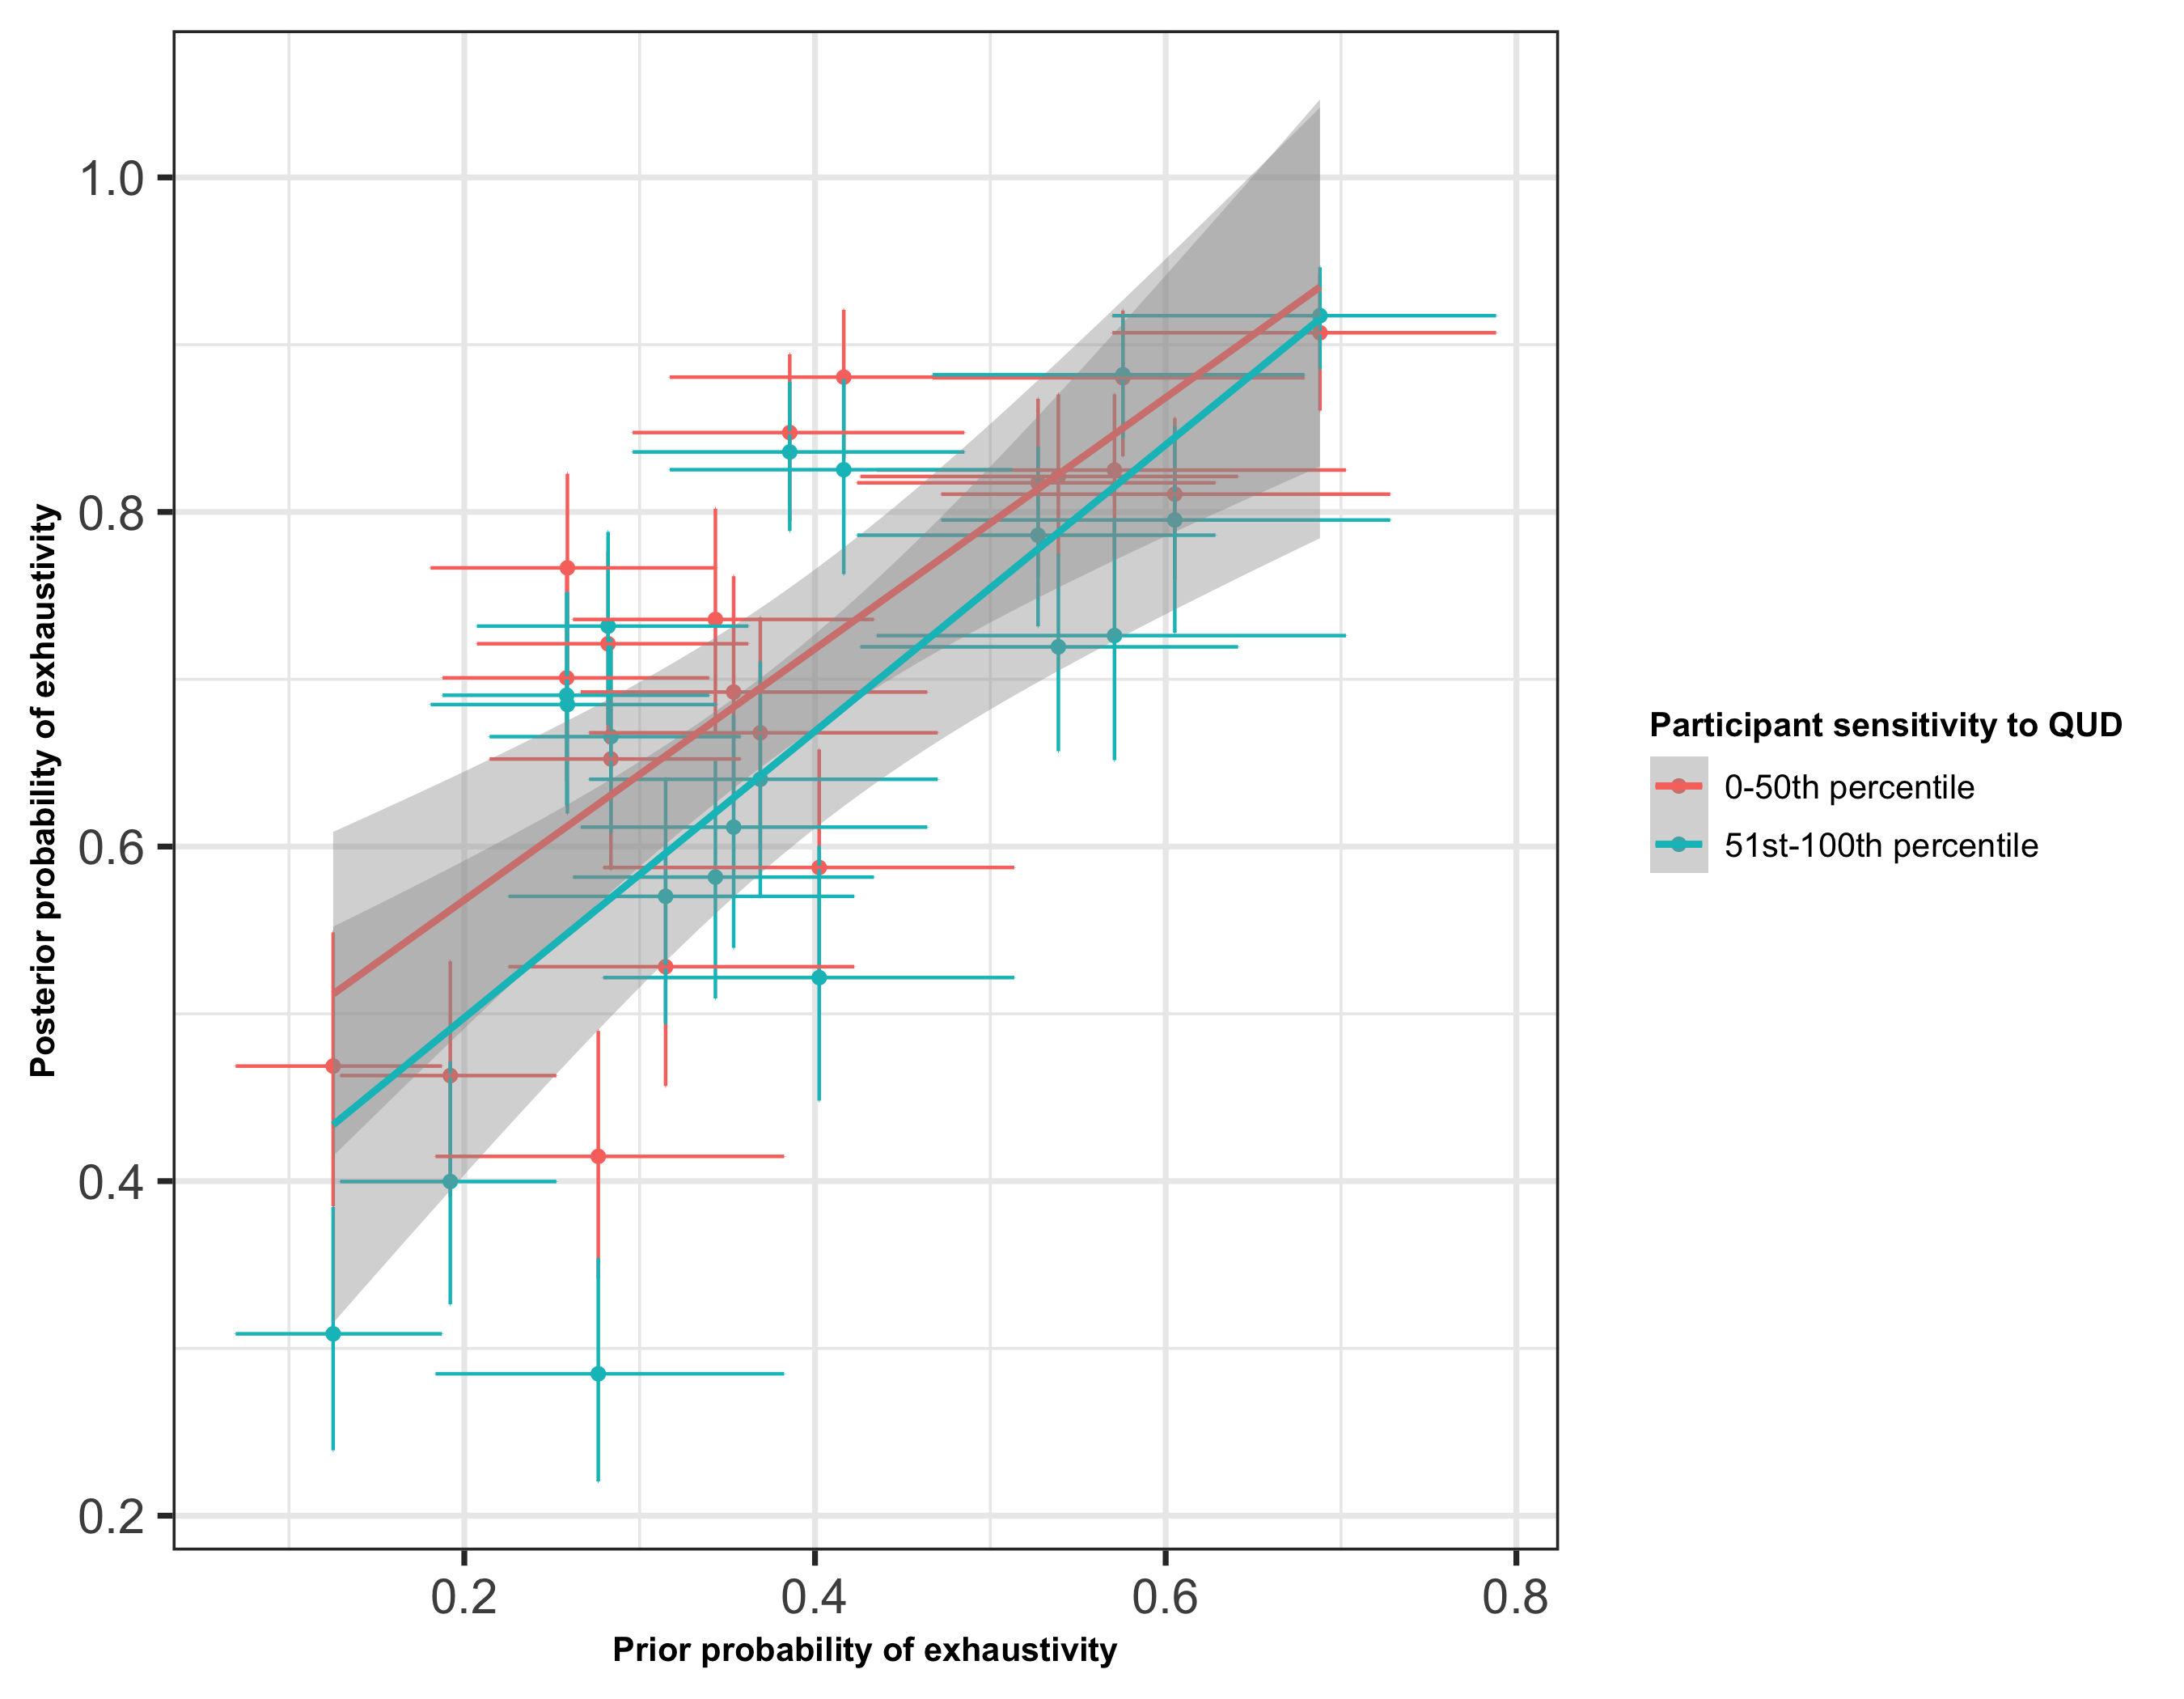 1.0
0.8
0.6
0.4
0.2
Posterior probability of exhaustivity
0.2 0.4 0.6 0.8
Prior probability of exhaustivity
Participant sensitivity to QUD
0-50th percentile
51st-100th percentile